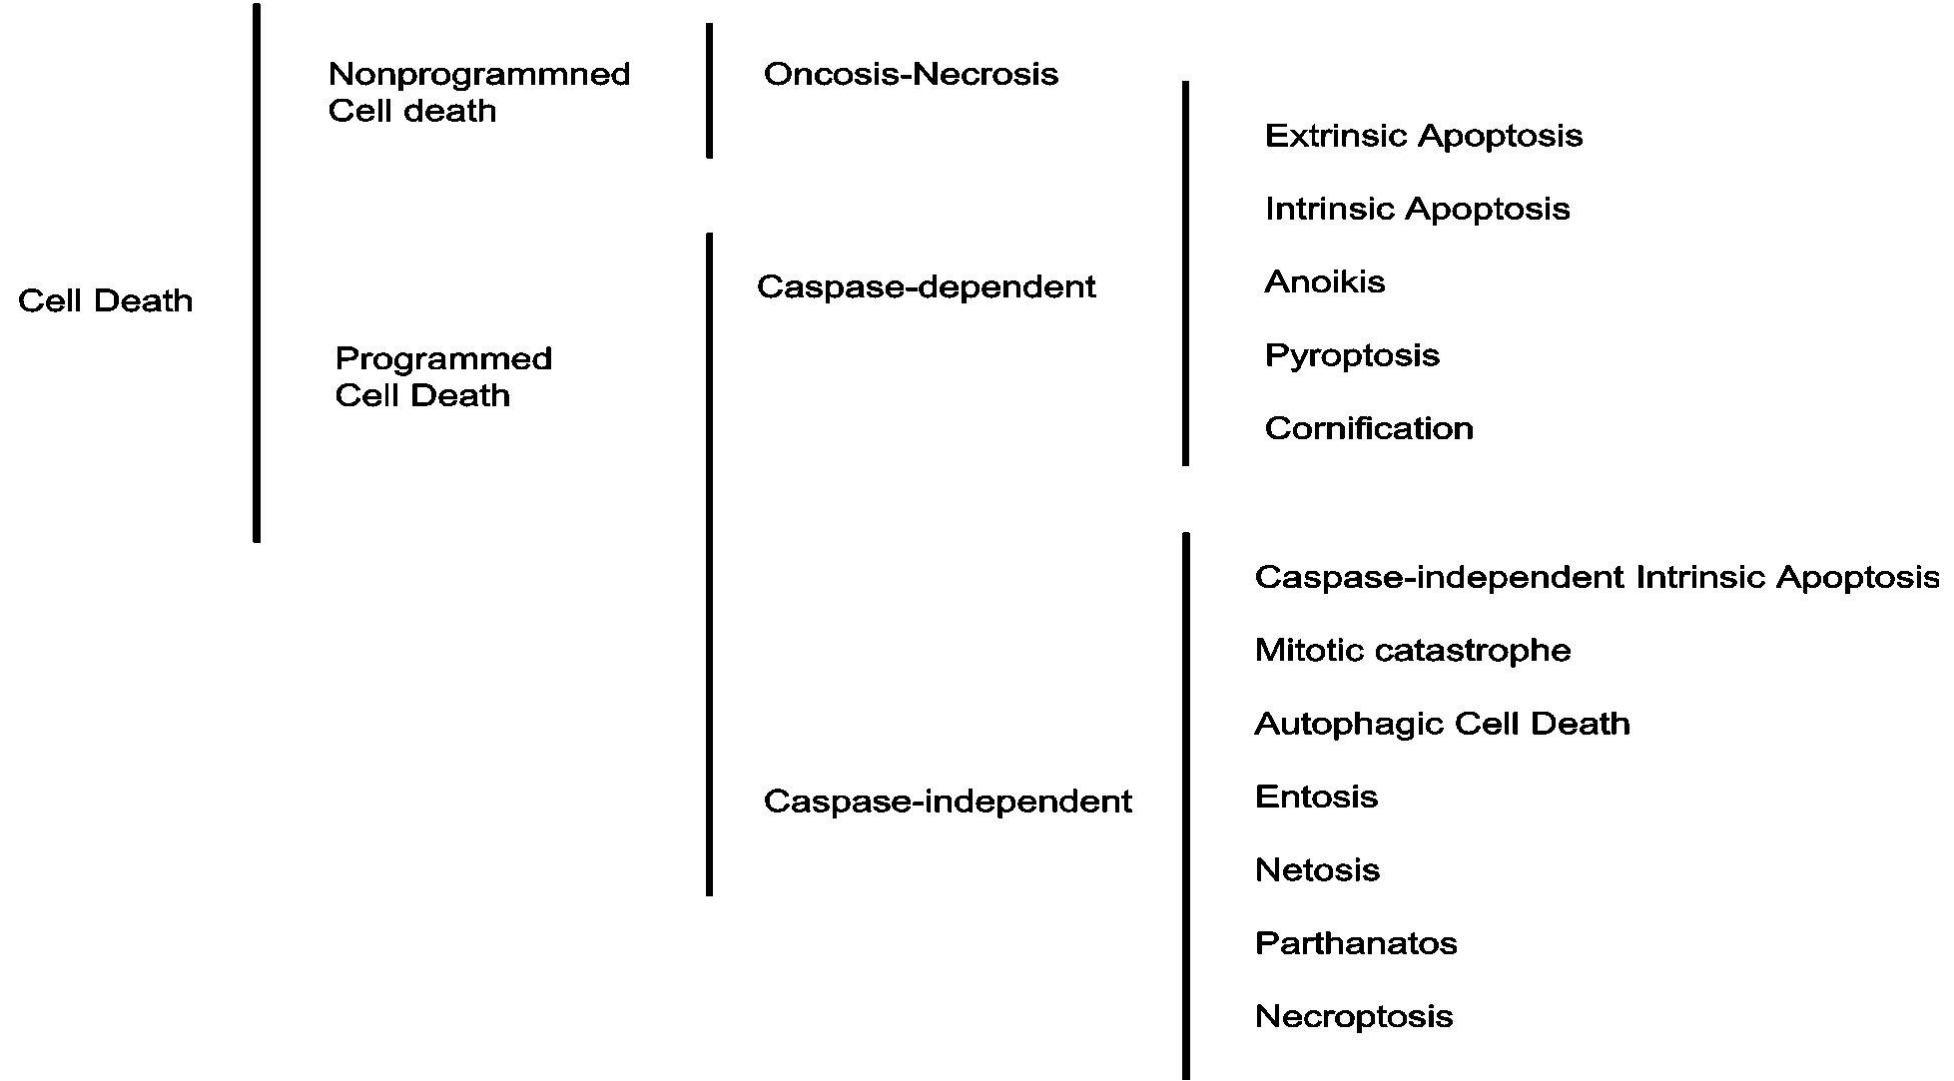 Cell Death
Nonprogrammned
Cell death
Programmed
Cell Death
Oncosis-Necrosis
Caspase-dependent
Caspase-independent
Extrinsic Apoptosis
Intrinsic Apoptosis
Anoikis
Pyroptosis
Cornification
Caspase-independent Intrinsic Apoptosis
Mitotic catastrophe
Autophagic Cell Death
Entosis
Netosis
Parthanatos
Necroptosis